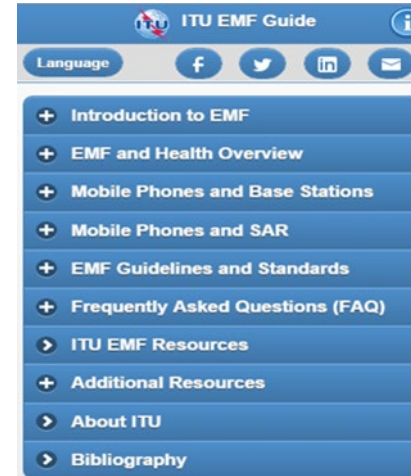 ITU EMF Guide
Language
Introduction to EMF
EMF and Health Overview
Mobile Phones and Base Stations
Mobile Phones and SAR
EMF Guidelines and Standards
Frequently Asked Questions (FAQ)
ITU EMF Resources
Additional Resources
About ITU
Bibliography